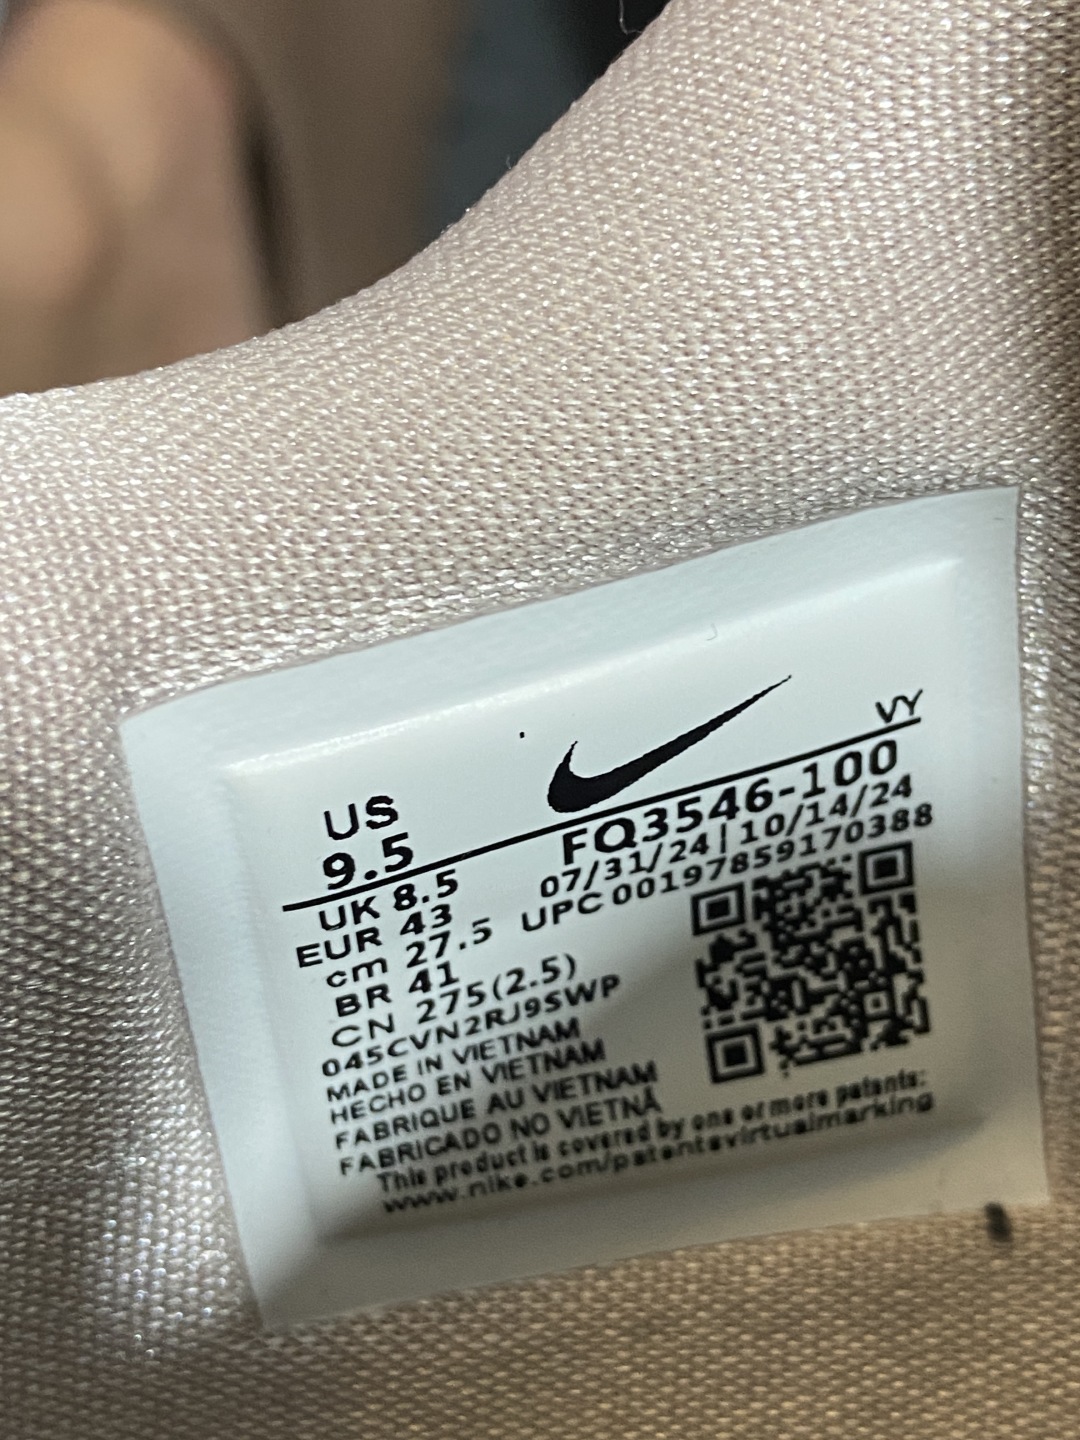 VY
US
9.5
FQ3546-100
UK 8.5
07/31/24|10/14/24
EUR 43
UPC 00197859170388
cm 27.5
BR 41
CN 275(2.5)
045CVN2RJ9SWP
MADE IN VIETNAM
HECHO EN VIETNAM
FABRIQUE AU VIETNAM
FABRICADO NO VIETNÃ
This product is covered by one or more patents:
www.nike.com/patentsvirtualmarking